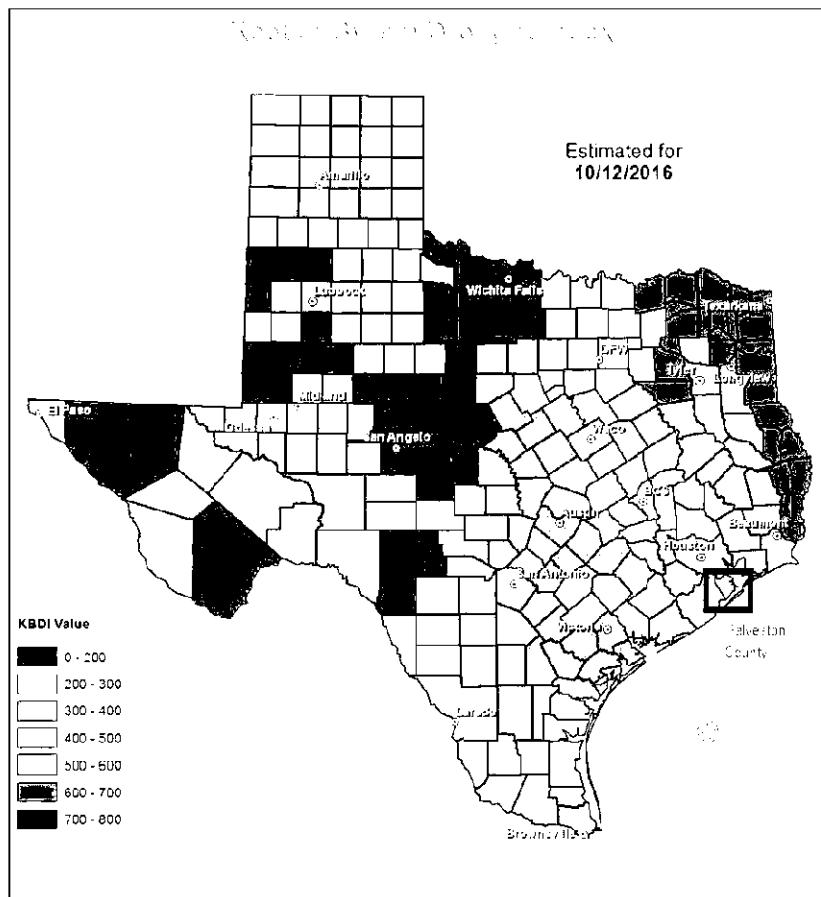 Estimated for
10/12/2016
Amarillo
Lubbock
Wichita Falls
Texarkana
DFW
Tyler
Longview
El Paso
Midland
Odessa
San Angelo
Waco
BCS
Austin
Beaumont
Houston
San Antonio
Victoria
County
Laredo
Brownsville
KBDI Value
0 - 200
200 - 300
300 - 400
400 - 500
500 - 600
600 - 700
700 - 800